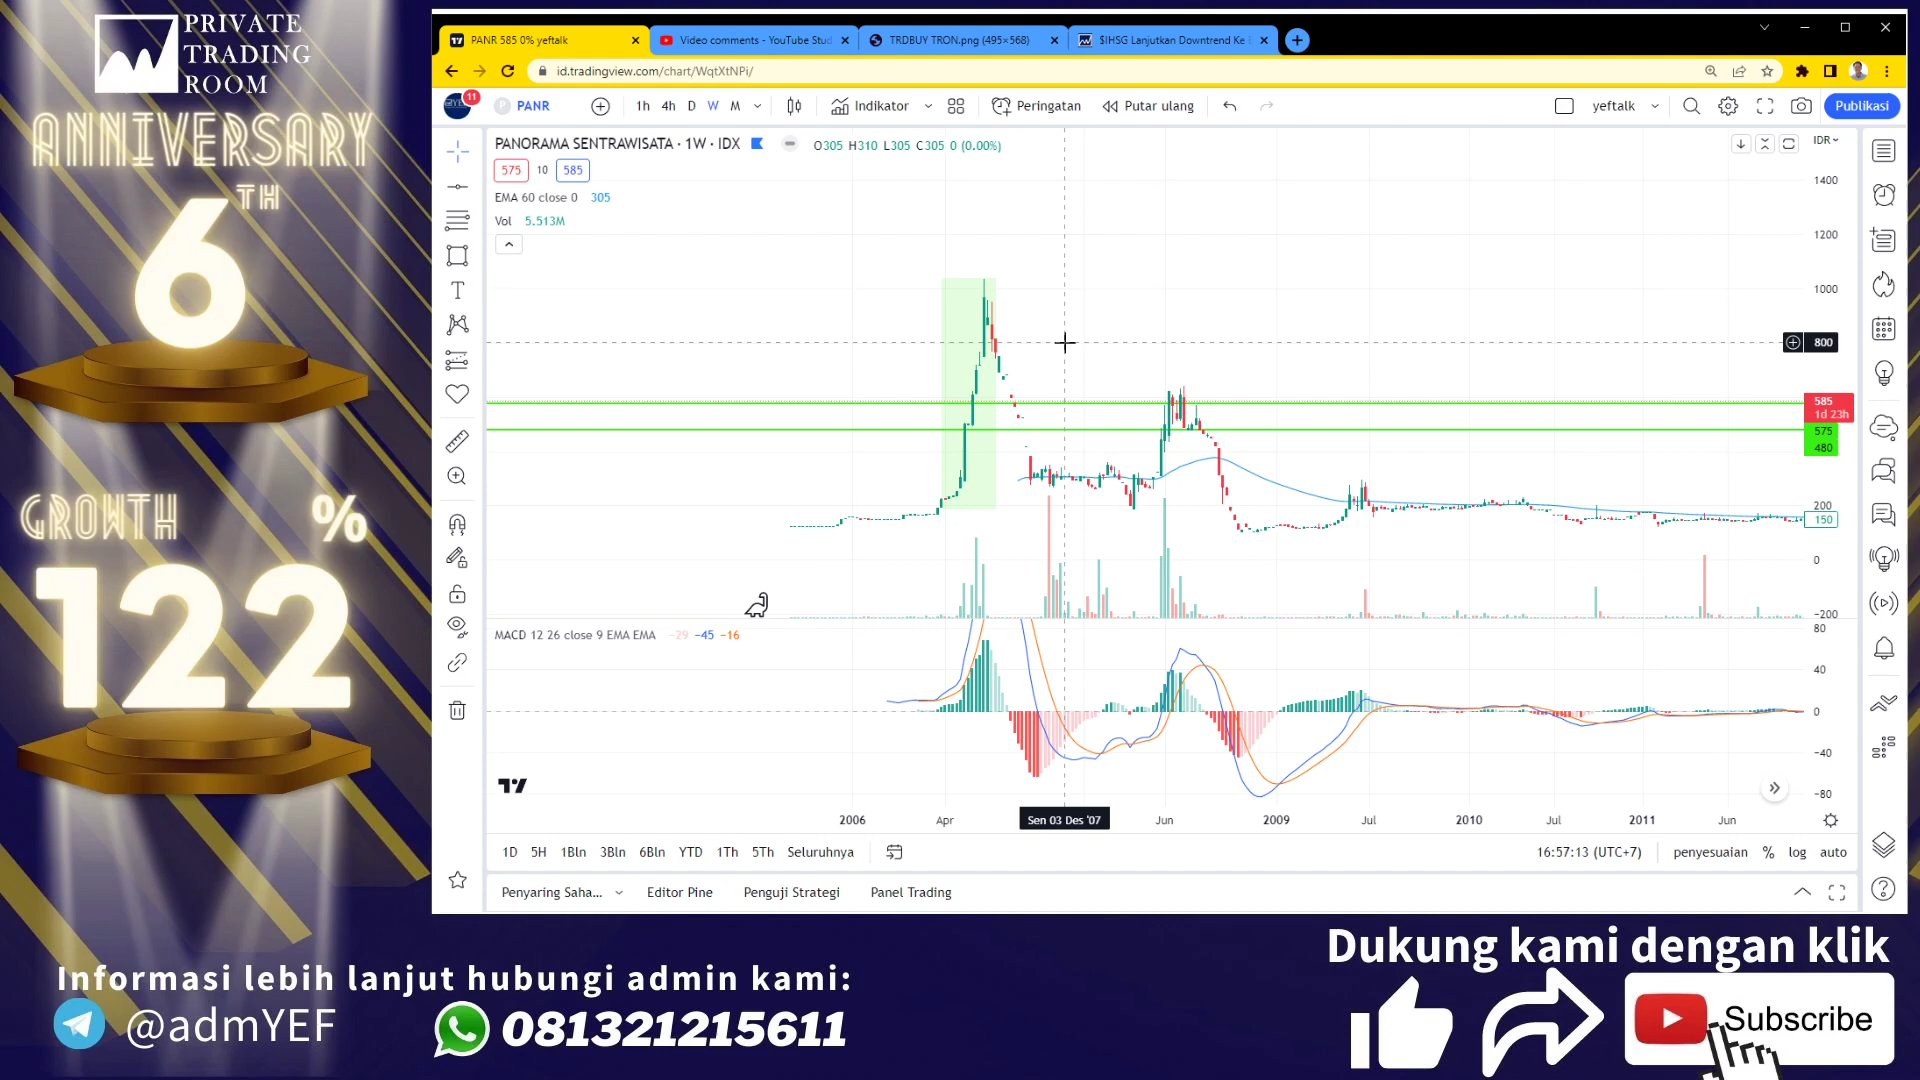 PRIVATE
TRADING
ROOM
ANNIVERSARY
6 TH
GROWTH %
122
PANR 585 0% yeftalk
Video comments - YouTube Stud
TRDBUY TRON.png (495×568)
$IHSG Lanjutkan Downtrend Ke
id.tradingview.com/chart/WqtXtNPi/
11
P PANR
1h 4h D W M
Indikator
Peringatan
Putar ulang
yeftalk
Publikasi
PANORAMA SENTRAWISATA · 1W · IDX
O305 H310 L305 C305 0 (0.00%)
IDR
575 10 585
EMA 60 close 0 305
Vol 5.513M
1400
1200
1000
800
585
1d 23h
575
480
200
150
0
−200
MACD 12 26 close 9 EMA EMA −29 −45 −16
80
40
0
−40
−80
2006 Apr Sen 03 Des '07 Jun 2009 Jul 2010 Jul 2011 Jun
1D 5H 1Bln 3Bln 6Bln YTD 1Th 5Th Seluruhnya
16:57:13 (UTC+7) penyesuaian % log auto
Penyaring Saha... Editor Pine Penguji Strategi Panel Trading
Informasi lebih lanjut hubungi admin kami:
@admYEF
081321215611
Dukung kami dengan klik
Subscribe